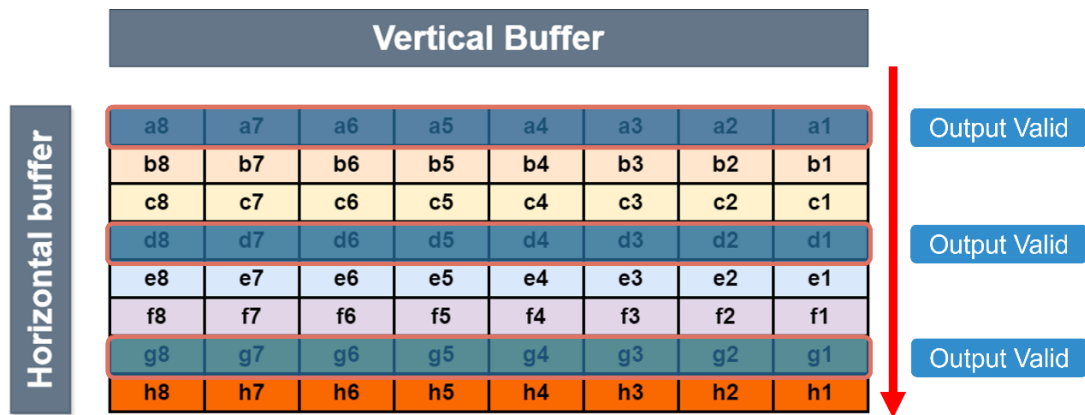 Vertical Buffer
Horizontal buffer
a8 a7 a6 a5 a4 a3 a2 a1 Output Valid
b8 b7 b6 b5 b4 b3 b2 b1
c8 c7 c6 c5 c4 c3 c2 c1
d8 d7 d6 d5 d4 d3 d2 d1 Output Valid
e8 e7 e6 e5 e4 e3 e2 e1
f8 f7 f6 f5 f4 f3 f2 f1
g8 g7 g6 g5 g4 g3 g2 g1 Output Valid
h8 h7 h6 h5 h4 h3 h2 h1